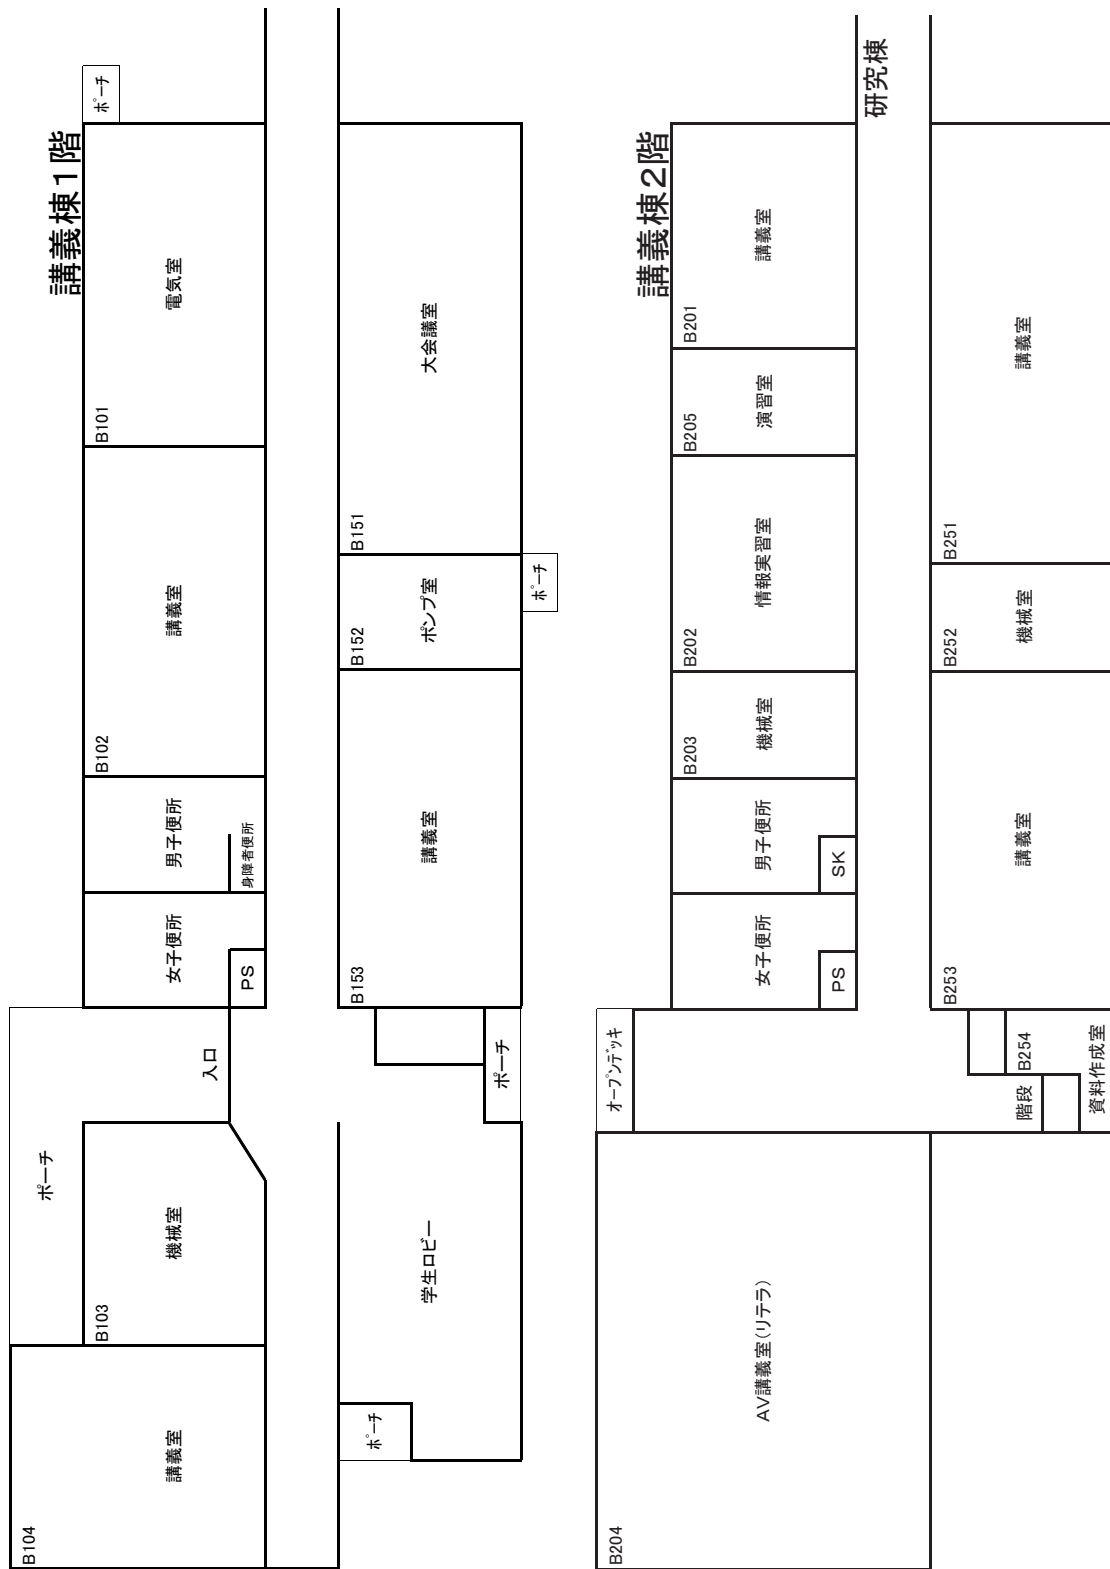 講義棟1階
B104
講義室
ポーチ
B103
機械室
入口
女子便所
PS
男子便所
身障者便所
B102
講義室
B101
電気室
ポーチ
ポーチ
学生ロビー
ポーチ
B153
講義室
B152
ポンプ室
ポーチ
B151
大会議室
講義棟2階
B204
AV講義室(リテラ)
オープンデッキ
女子便所
PS
男子便所
SK
B203
機械室
B202
情報実習室
B205
演習室
B201
講義室
研究棟
階段
B254
資料作成室
B253
講義室
B252
機械室
B251
講義室